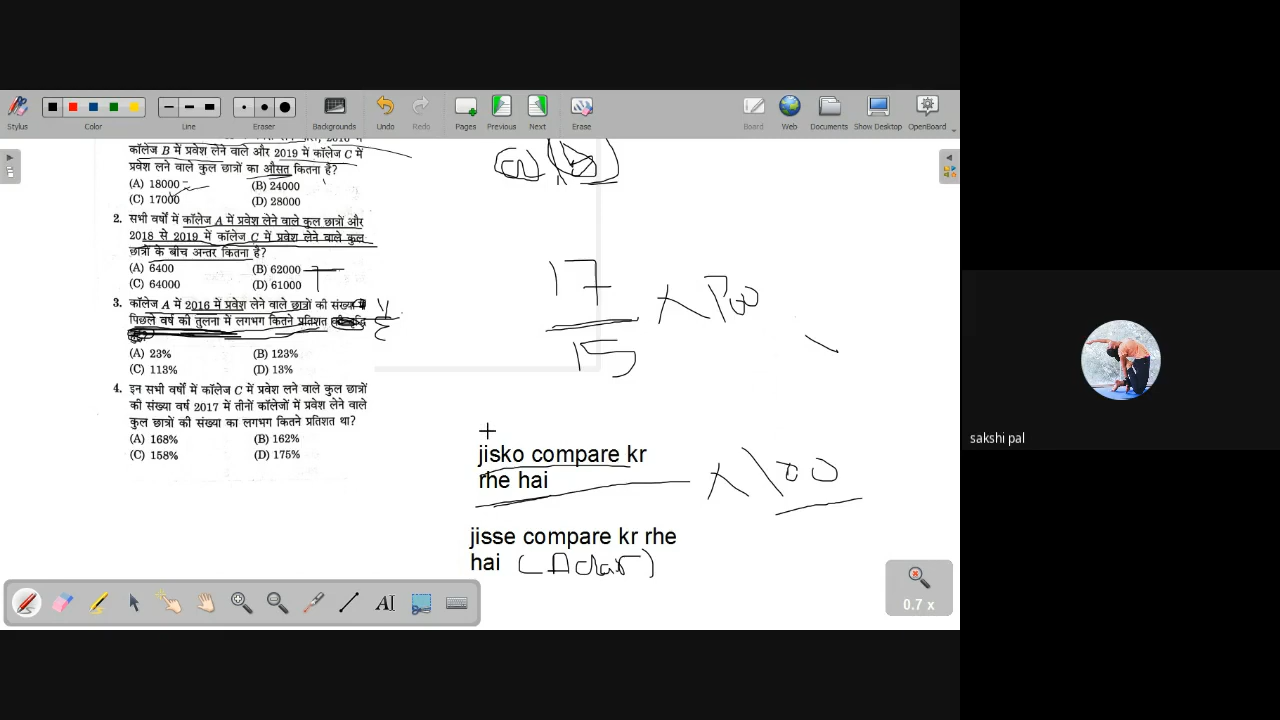 Stylus
Color
Line
Eraser
Backgrounds
Undo
Redo
Pages
Previous
Next
Erase
Board
Web
Documents
Show Desktop
OpenBoard
कॉलेज B में प्रवेश लेने वाले और 2019 में कॉलेज C में
प्रवेश लेने वाले कुल छात्रों का औसत कितना है?
(A) 18000 (B) 24000
(C) 17000 (D) 28000
2. सभी वर्षों में कॉलेज A में प्रवेश लेने वाले कुल छात्रों और
2018 से 2019 में कॉलेज C में प्रवेश लेने वाले कुल
छात्रों के बीच अन्तर कितना है?
(A) 6400 (B) 62000
(C) 64000 (D) 61000
3. कॉलेज A में 2016 में प्रवेश लेने वाले छात्रों की संख्या
पिछले वर्ष की तुलना में लगभग कितने प्रतिशत
(A) 23% (B) 123%
(C) 113% (D) 13%
4. इन सभी वर्षों में कॉलेज C में प्रवेश लेने वाले कुल छात्रों
की संख्या वर्ष 2017 में तीनों कॉलेजों में प्रवेश लेने वाले
कुल छात्रों की संख्या का लगभग कितने प्रतिशत था?
(A) 168% (B) 162%
(C) 158% (D) 175%
17
15
x 100
+
jisko compare kr
rhe hai
x 100
jisse compare kr rhe
hai (Adar)
0.7 x
sakshi pal